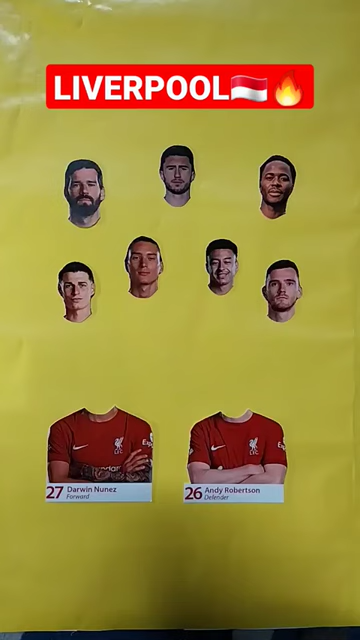 LIVERPOOL🇮🇩🔥
L.F.C.
L.F.C.
27 Darwin Nunez
Forward
26 Andy Robertson
Defender